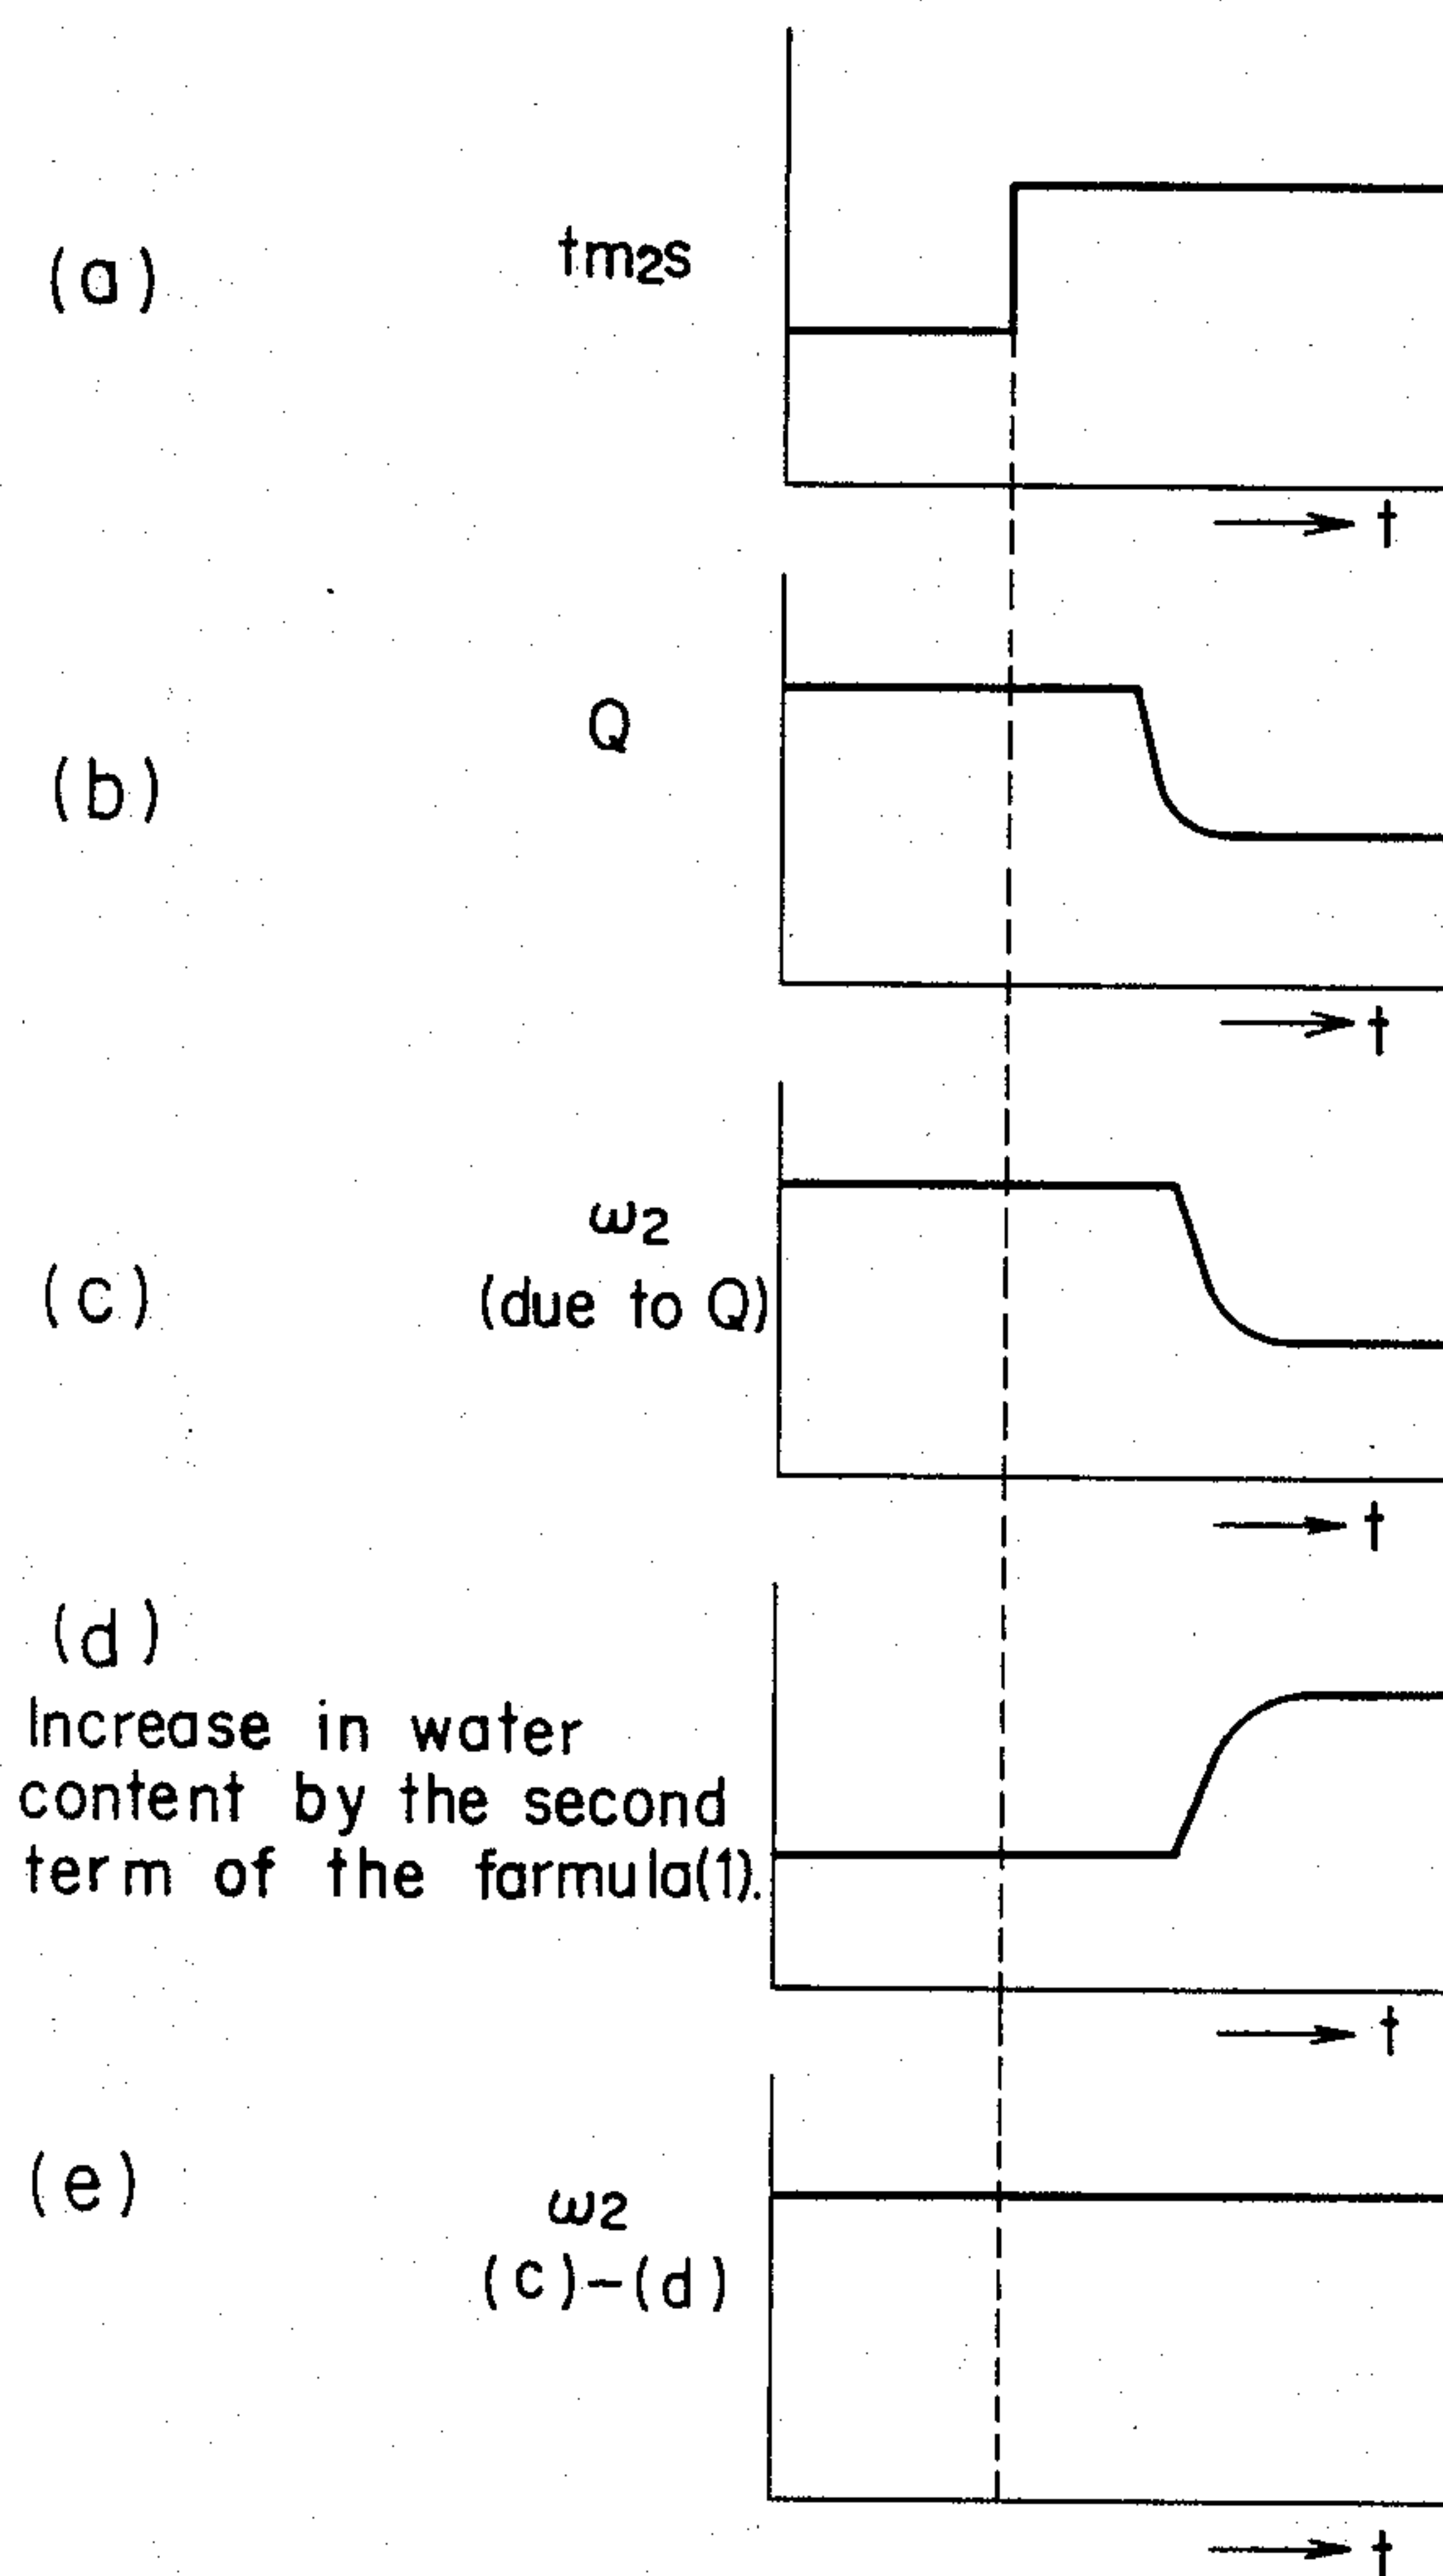 (a)
tm2s
t
(b)
Q
t
(c)
ω2
(due to Q)
t
(d)
Increase in water
content by the second
term of the farmula(1).
t
(e)
ω2
(c)-(d)
t